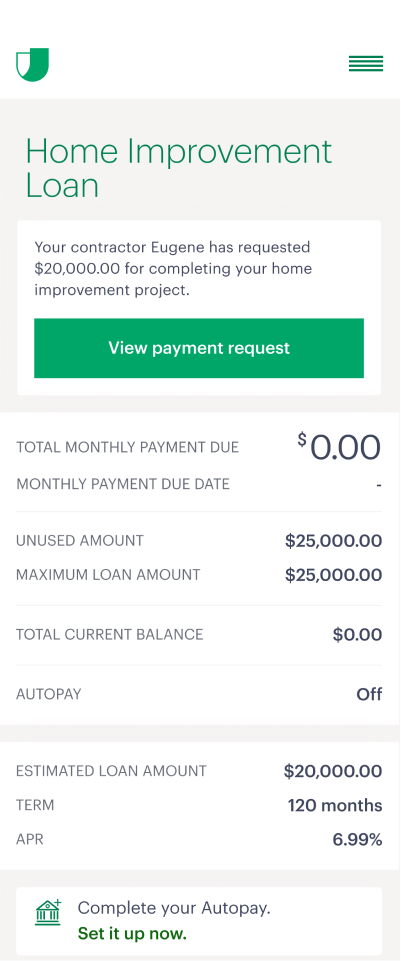 Home Improvement
Loan
Your contractor Eugene has requested
$20,000.00 for completing your home
improvement project.
View payment request
TOTAL MONTHLY PAYMENT DUE $0.00
MONTHLY PAYMENT DUE DATE -
UNUSED AMOUNT $25,000.00
MAXIMUM LOAN AMOUNT $25,000.00
TOTAL CURRENT BALANCE $0.00
AUTOPAY Off
ESTIMATED LOAN AMOUNT $20,000.00
TERM 120 months
APR 6.99%
Complete your Autopay.
Set it up now.